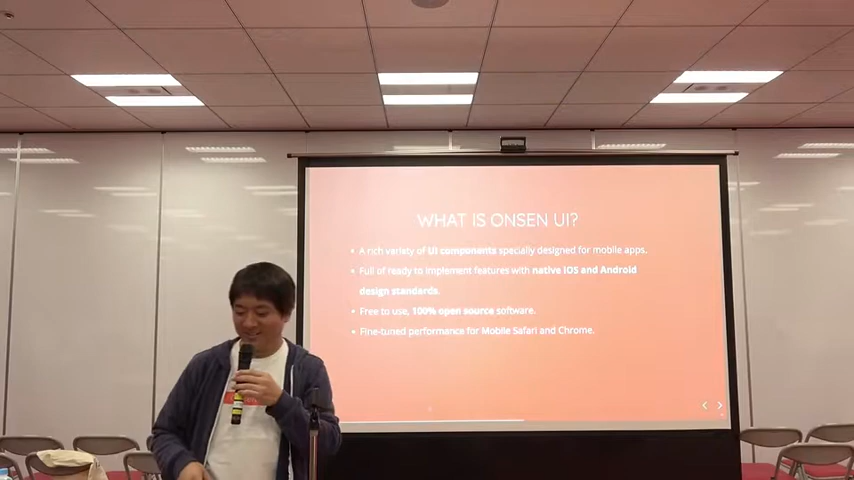 WHAT IS ONSEN UI?
• A rich variety of UI components specially designed for mobile apps.
• Full of ready to implement features with native iOS and Android
design standards.
• Free to use, 100% open source software.
• Fine-tuned performance for Mobile Safari and Chrome.